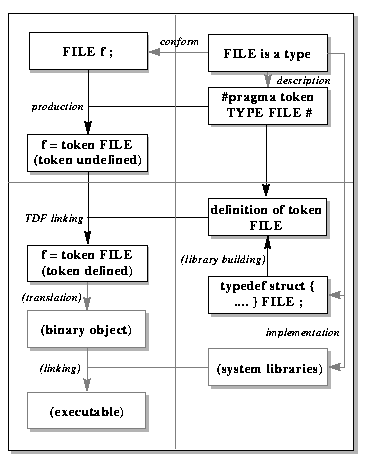 FILE f ;
conform
FILE is a type
description
production
#pragma token
TYPE FILE #
f = token FILE
(token undefined)
TDF linking
definition of token
FILE
f = token FILE
(token defined)
(library building)
(translation)
typedef struct {
.... } FILE ;
(binary object)
implementation
(linking)
(system libraries)
(executable)